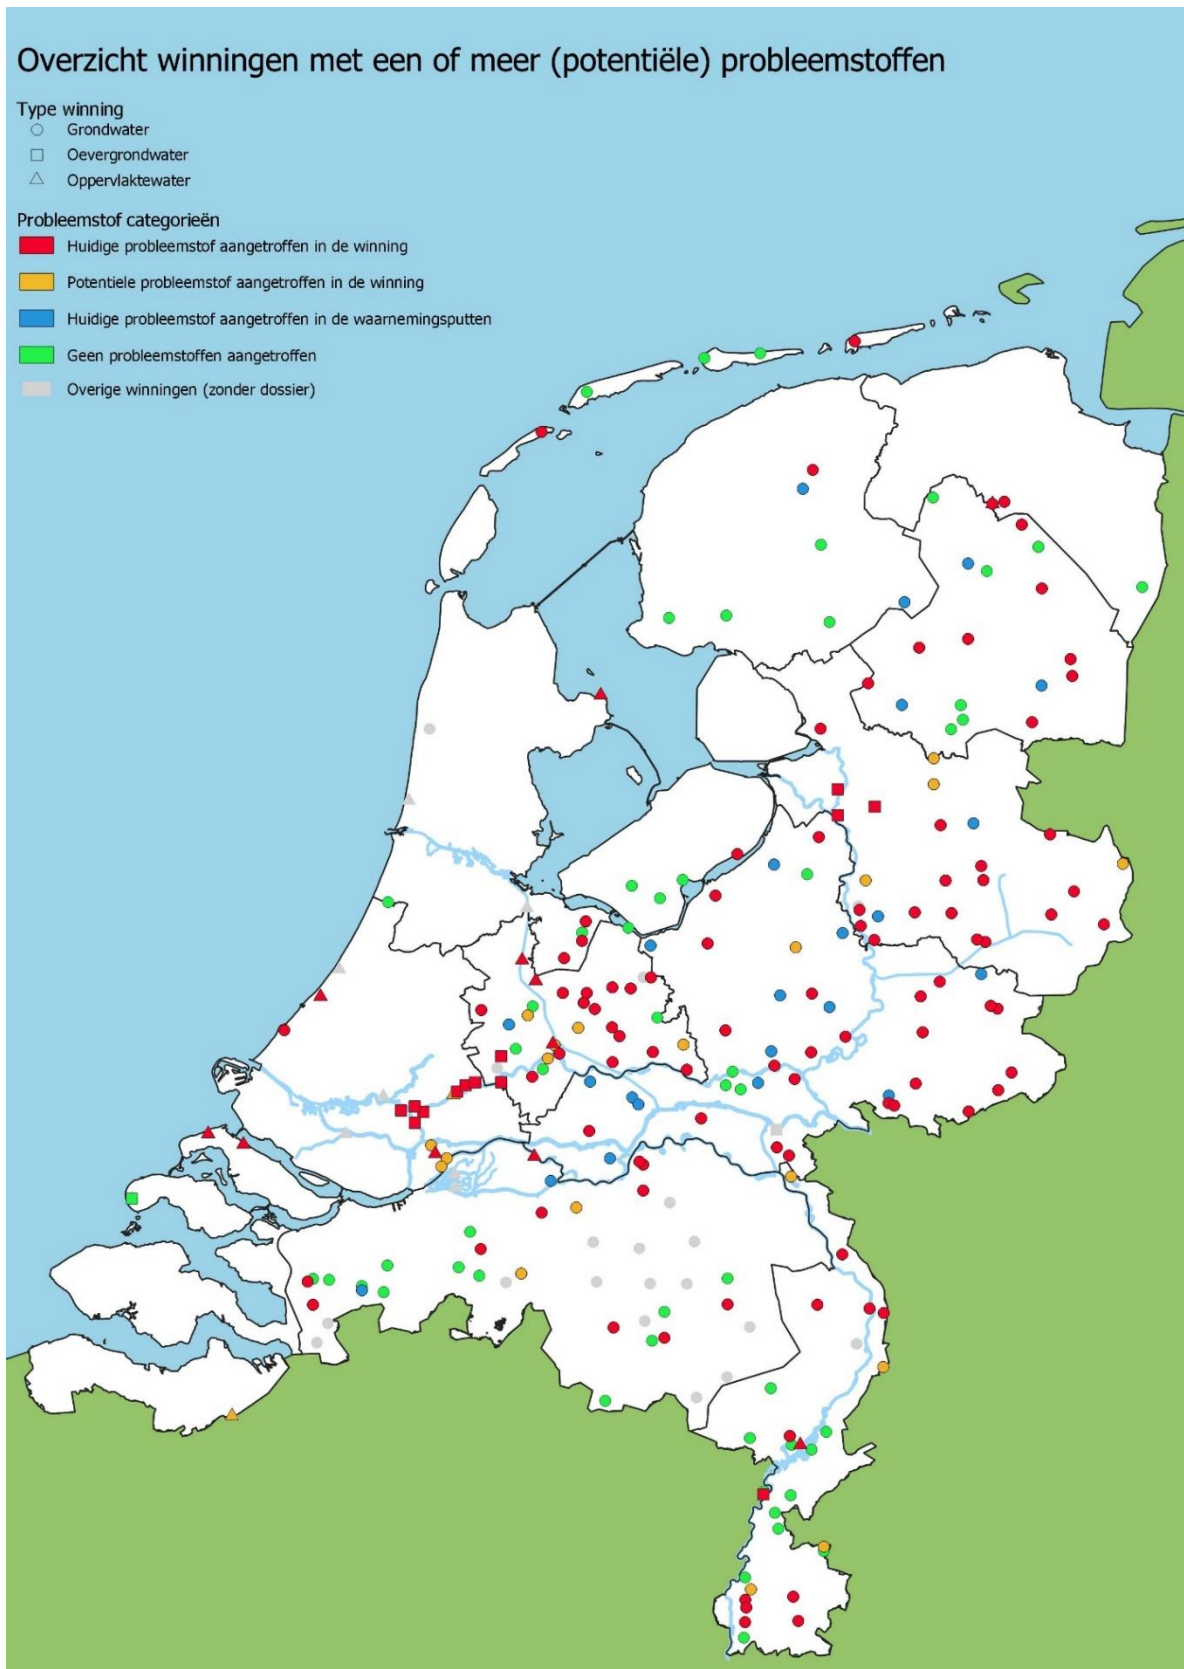 Overzicht winningen met een of meer (potentiële) probleemstoffen
Type winning
Grondwater
Oevergrondwater
Oppervlaktewater
Probleemstof categorieën
Huidige probleemstof aangetroffen in de winning
Potentiele probleemstof aangetroffen in de winning
Huidige probleemstof aangetroffen in de waarnemingsputten
Geen probleemstoffen aangetroffen
Overige winningen (zonder dossier)